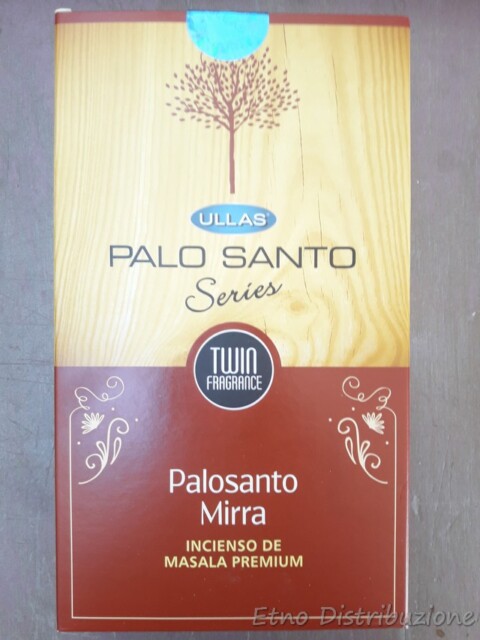 ULLAS®
PALO SANTO
Series
TWIN
FRAGRANCE
Palosanto
Mirra
INCIENSO DE
MASALA PREMIUM
Etno Distribuzione